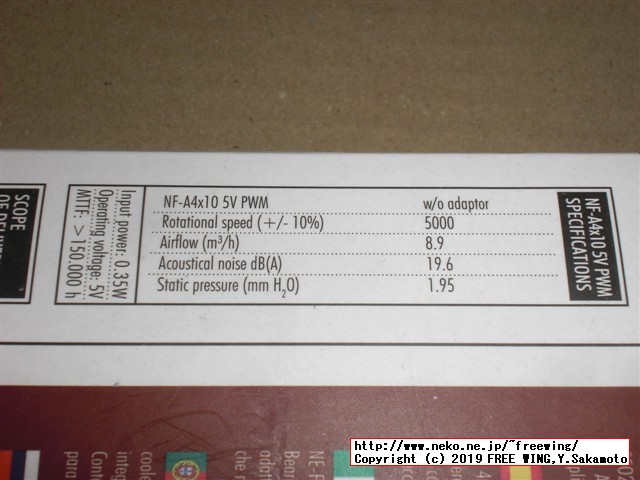 NF-A4x10 5V PWM w/o adaptor
Rotational speed (+/- 10%) 5000
Airflow (m³/h) 8.9
Acoustical noise dB(A) 19.6
Static pressure (mm H₂O) 1.95
NF-A4x10 5V PWM
SPECIFICATIONS
Input power: 0.35W
Operating voltage: 5V
MTTF: > 150.000 h
SCOPE
OF
http://www.neko.ne.jp/~freewing/
Copyright (c) 2019 FREE WING,Y.Sakamoto